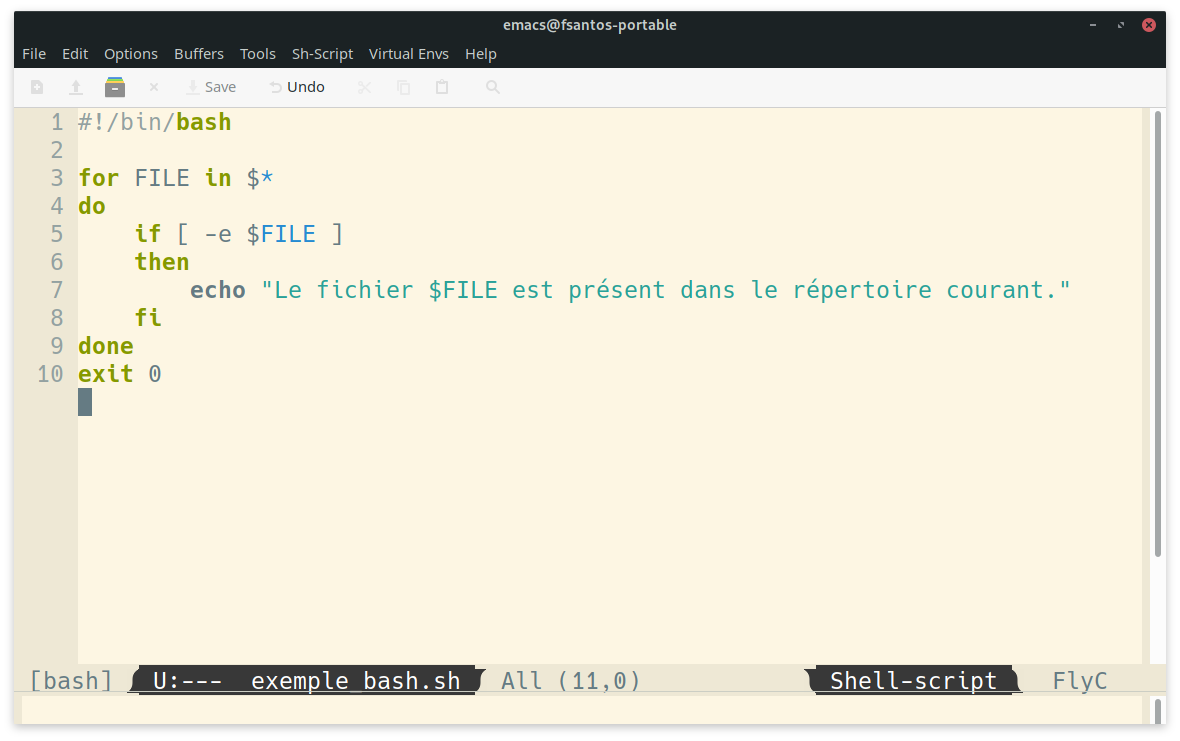 emacs@fsantos-portable
File Edit Options Buffers Tools Sh-Script Virtual Envs Help
Save Undo
1 #!/bin/bash
2
3 for FILE in $*
4 do
5     if [ -e $FILE ]
6     then
7         echo "Le fichier $FILE est présent dans le répertoire courant."
8     fi
9 done
10 exit 0
[bash] U:--- exemple_bash.sh All (11,0) Shell-script FlyC